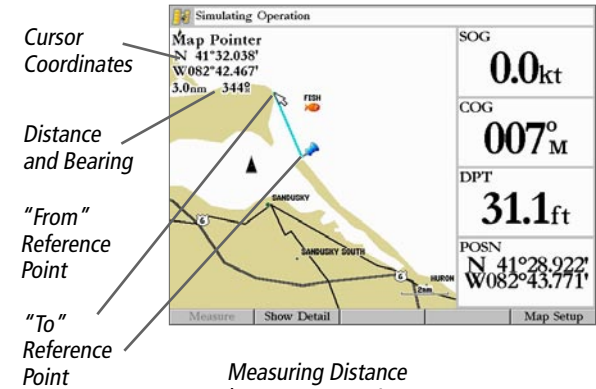 Cursor
Coordinates
Distance
and Bearing
"From"
Reference
Point
"To"
Reference
Point
Simulating Operation
Map Pointer
N 41°32.038'
W082°42.467'
3.0nm 344°
FISH
SANDUSKY
6
SANDUSKY SOUTH
6
HURON
SOG
0.0kt
COG
007°M
DPT
31.1ft
POSN
N 41°28.922'
W082°43.771'
Measure Show Detail Map Setup
Measuring Distance